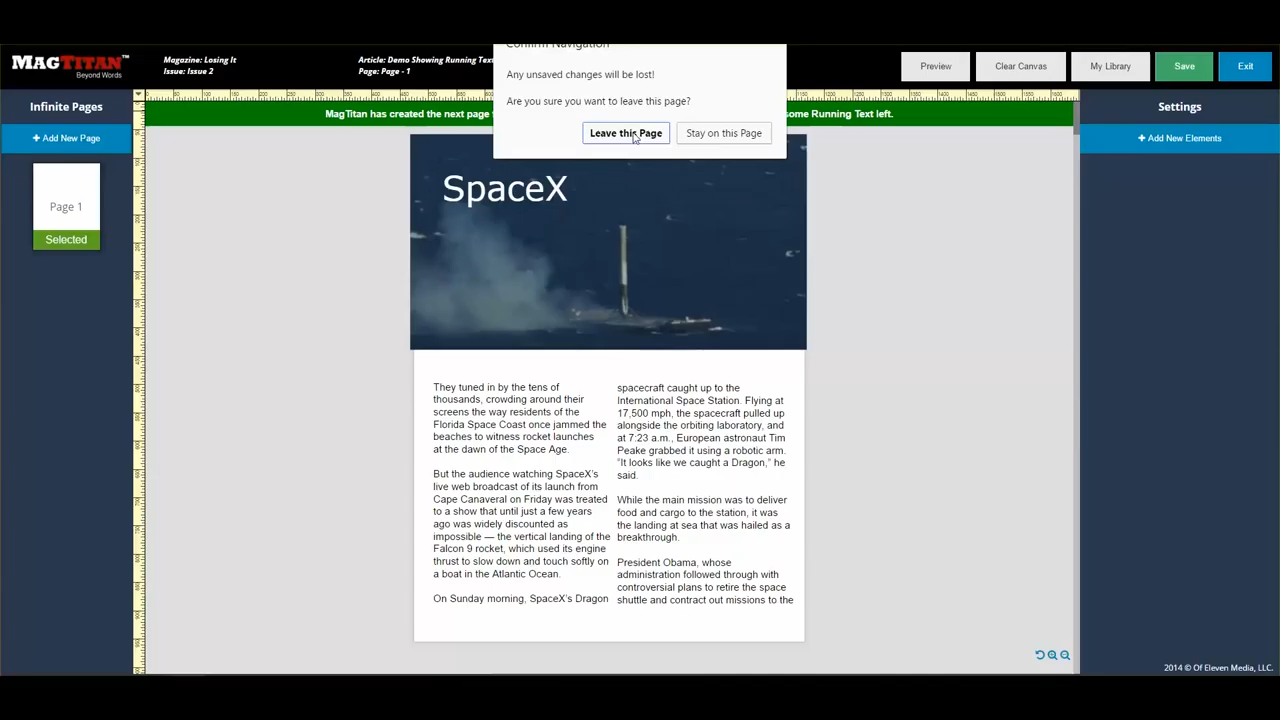 MAGTITAN™
Beyond Words
Magazine: Losing It
Issue: Issue 2
Article: Demo Showing Running Text
Page: Page - 1
Confirm Navigation
Any unsaved changes will be lost!
Are you sure you want to leave this page?
Leave this Page
Stay on this Page
Preview
Clear Canvas
My Library
Save
Exit
Infinite Pages
+ Add New Page
Page 1
Selected
MagTitan has created the next page
some Running Text left.
Settings
+ Add New Elements
SpaceX
They tuned in by the tens of
thousands, crowding around their
screens the way residents of the
Florida Space Coast once jammed the
beaches to witness rocket launches
at the dawn of the Space Age.
But the audience watching SpaceX's
live web broadcast of its launch from
Cape Canaveral on Friday was treated
to a show that until just a few years
ago was widely discounted as
impossible — the vertical landing of the
Falcon 9 rocket, which used its engine
thrust to slow down and touch softly on
a boat in the Atlantic Ocean.
On Sunday morning, SpaceX's Dragon
spacecraft caught up to the
International Space Station. Flying at
17,500 mph, the spacecraft pulled up
alongside the orbiting laboratory, and
at 7:23 a.m., European astronaut Tim
Peake grabbed it using a robotic arm.
"It looks like we caught a Dragon," he
said.
While the main mission was to deliver
food and cargo to the station, it was
the landing at sea that was hailed as a
breakthrough.
President Obama, whose
administration followed through with
controversial plans to retire the space
shuttle and contract out missions to the
2014 © Of Eleven Media, LLC.